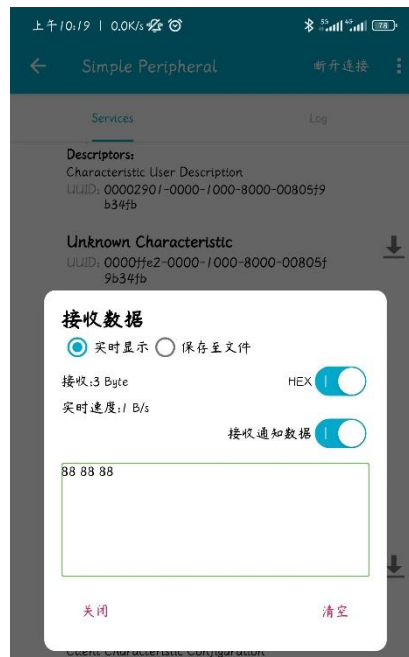 上午10:19 | 0.0K/s
55 4G 78
Simple Peripheral 断开连接
Services Log
Descriptors:
Characteristic User Description
UUID: 00002901-0000-1000-8000-00805f9
b34fb
Unknown Characteristic
UUID: 0000ffe2-0000-1000-8000-00805f
9b34fb
接收数据
实时显示 保存至文件
接收:3 Byte HEX
实时速度:1 B/s
接收通知数据
88 88 88
关闭 清空
Client Characteristic Configuration